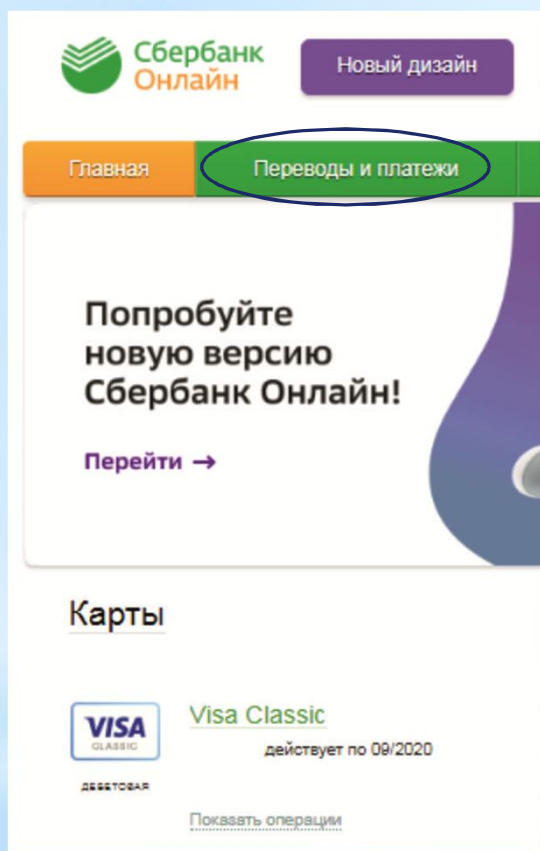 Сбербанк
Онлайн
Новый дизайн
Главная
Переводы и платежи
Попробуйте
новую версию
Сбербанк Онлайн!
Перейти →
Карты
VISA
CLASSIC
Visa Classic
действует по 09/2020
ДЕБЕТОВАЯ
Показать операции